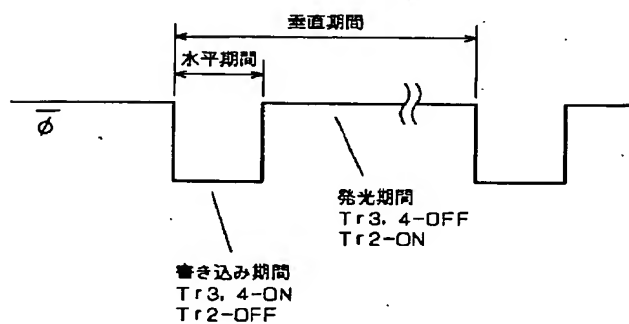 垂直期間
水平期間
φ
発光期間
Tr3, 4-OFF
Tr2-ON
書き込み期間
Tr3, 4-ON
Tr2-OFF